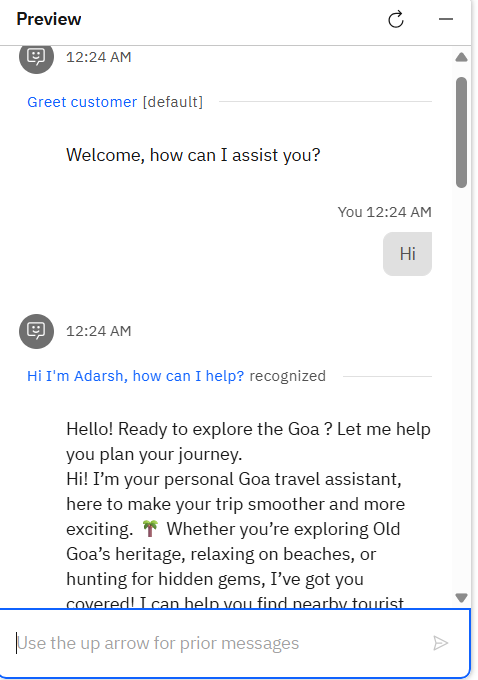 Preview
12:24 AM
Greet customer [default]
Welcome, how can I assist you?
You 12:24 AM
Hi
12:24 AM
Hi I'm Adarsh, how can I help? recognized
Hello! Ready to explore the Goa ? Let me help
you plan your journey.
Hi! I’m your personal Goa travel assistant,
here to make your trip smoother and more
exciting. 🌴 Whether you’re exploring Old
Goa’s heritage, relaxing on beaches, or
hunting for hidden gems, I’ve got you
covered! I can help you find nearby tourist
Use the up arrow for prior messages